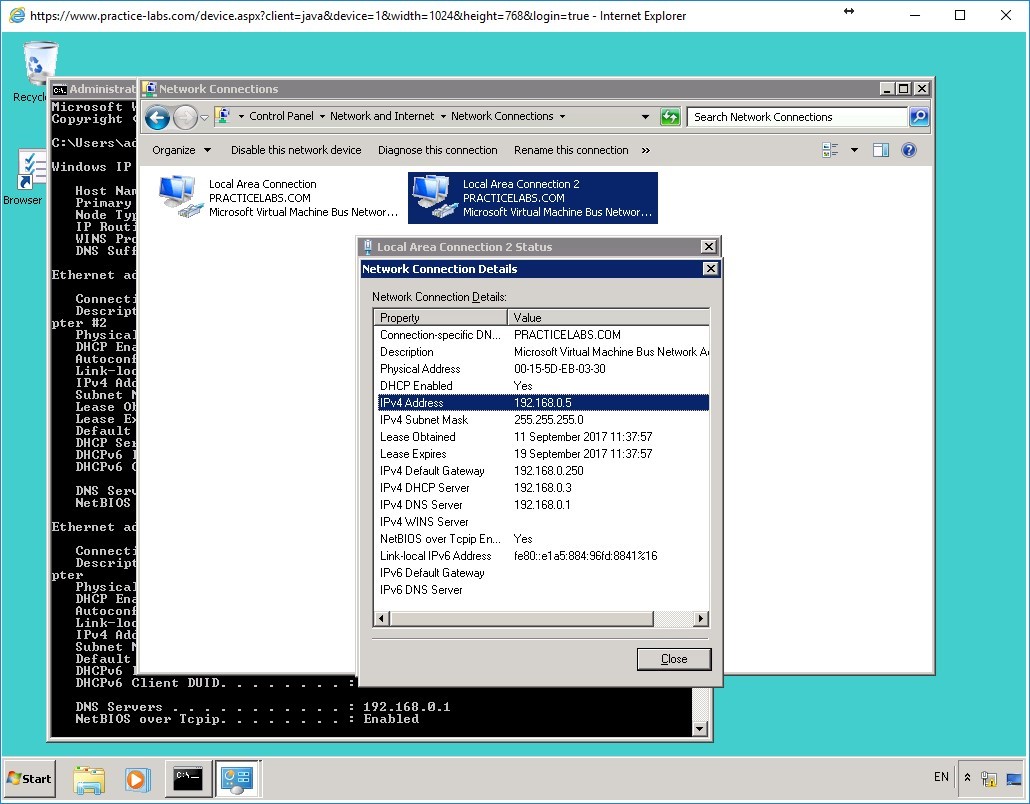 https://www.practice-labs.com/device.aspx?client=java&device=1&width=1024&height=768&login=true - Internet Explorer
Recycl
Browser
Administrat
Microsoft W
Copyright
C:\Users\ad
Windows IP
Host Nam
Primary
Node Typ
IP Routi
WINS Pro
DNS Suff
Ethernet ad
Connecti
Descript
pter #2
Physical
DHCP Ena
Autoconf
Link-loc
IPv4 Add
Subnet M
Lease Ob
Lease Ex
Default
DHCP Ser
DHCPv6 I
DHCPv6 C
DNS Serv
NetBIOS
Ethernet ad
Connecti
Descript
pter
Physical
DHCP Ena
Autoconf
Link-loc
IPv4 Add
Subnet M
Default
DHCPv6 I
DHCPv6 Client DUID. . . . . . . . :
DNS Servers . . . . . . . . . . . : 192.168.0.1
NetBIOS over Tcpip. . . . . . . . : Enabled
Network Connections
Control Panel Network and Internet Network Connections
Search Network Connections
Organize Disable this network device Diagnose this connection Rename this connection »
Local Area Connection
PRACTICELABS.COM
Microsoft Virtual Machine Bus Networ...
Local Area Connection 2
PRACTICELABS.COM
Microsoft Virtual Machine Bus Networ...
Local Area Connection 2 Status
Network Connection Details
Network Connection Details:
Property Value
Connection-specific DN... PRACTICELABS.COM
Description Microsoft Virtual Machine Bus Network A
Physical Address 00-15-5D-EB-03-30
DHCP Enabled Yes
IPv4 Address 192.168.0.5
IPv4 Subnet Mask 255.255.255.0
Lease Obtained 11 September 2017 11:37:57
Lease Expires 19 September 2017 11:37:57
IPv4 Default Gateway 192.168.0.250
IPv4 DHCP Server 192.168.0.3
IPv4 DNS Server 192.168.0.1
IPv4 WINS Server
NetBIOS over Tcpip En... Yes
Link-local IPv6 Address fe80::e1a5:884:96fd:8841%16
IPv6 Default Gateway
IPv6 DNS Server
Close
Start
C:\
EN